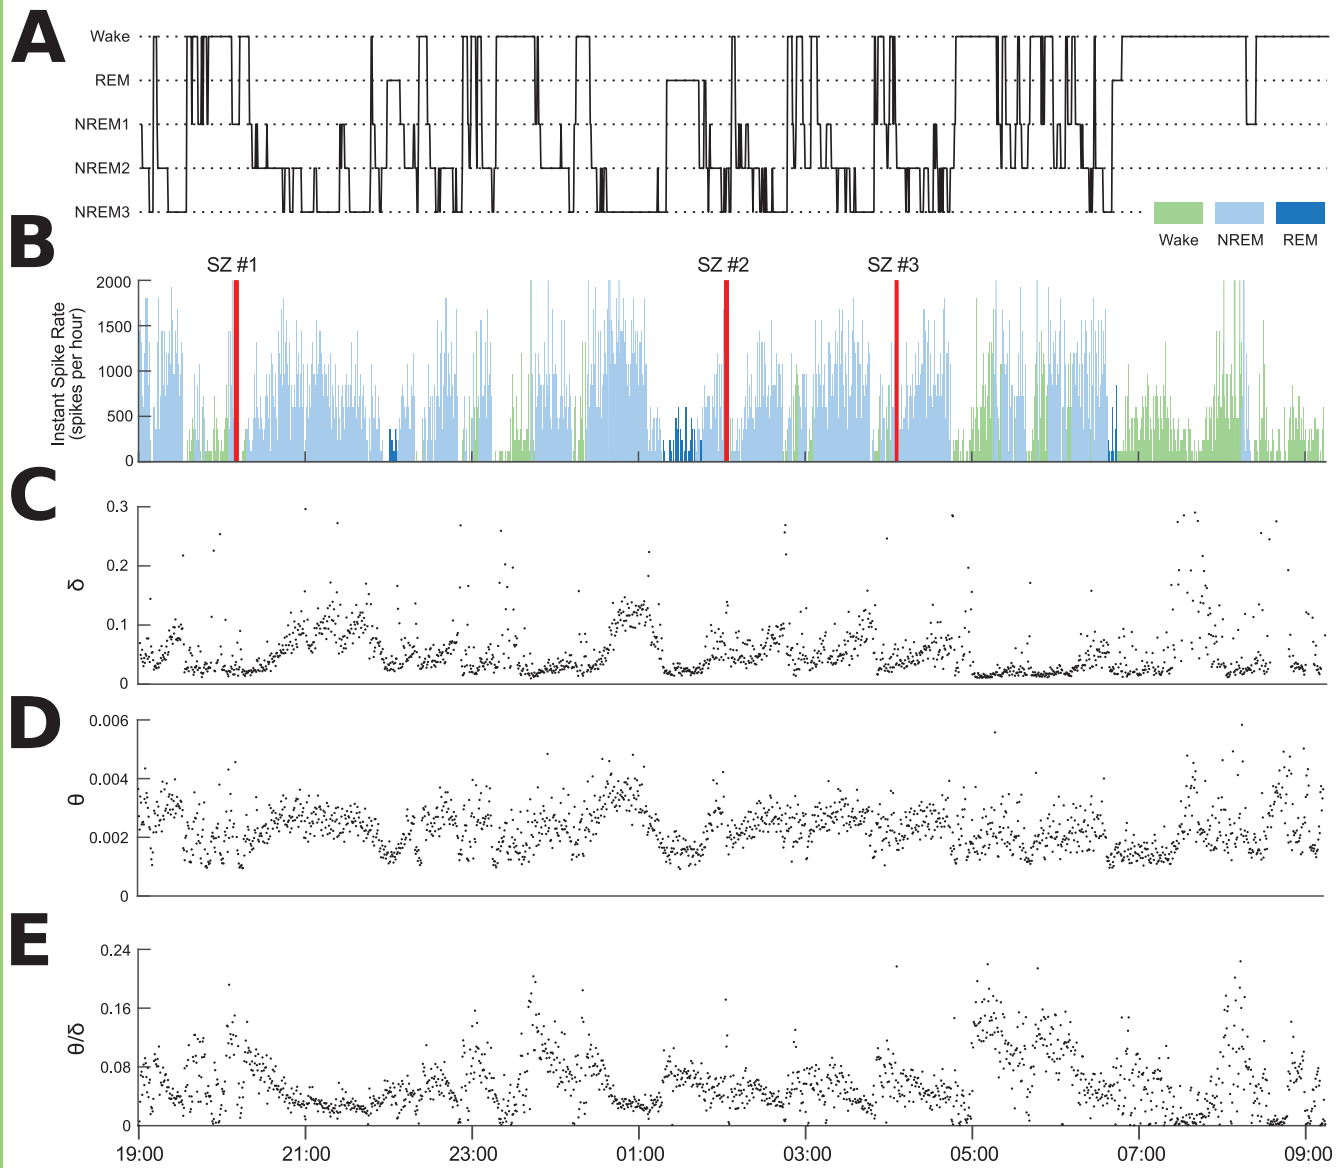 A
Wake
REM
NREM1
NREM2
NREM3
Wake
NREM
REM
B
SZ #1
SZ #2
SZ #3
Instant Spike Rate
(spikes per hour)
2000
1500
1000
500
0
C
δ
0.3
0.2
0.1
0
D
θ
0.006
0.004
0.002
0
E
θ/δ
0.24
0.16
0.08
0
19:00
21:00
23:00
01:00
03:00
05:00
07:00
09:00